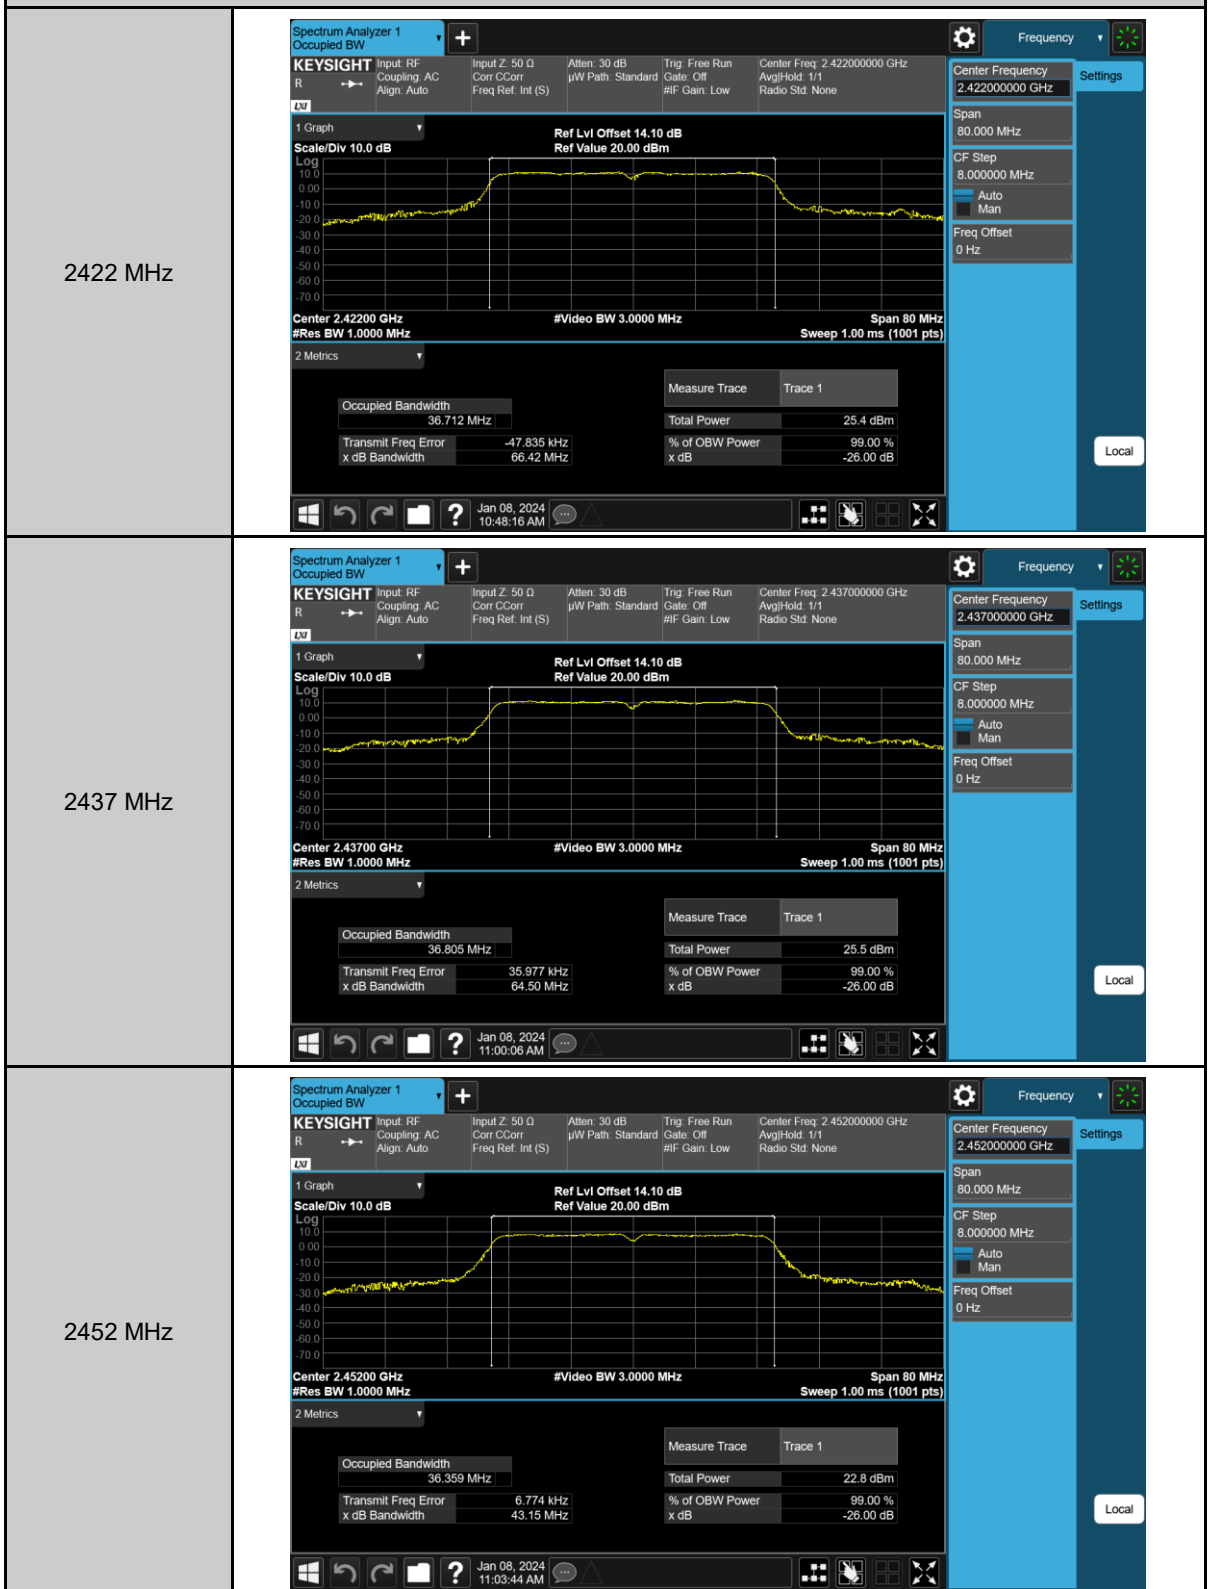 2422 MHz
Spectrum Analyzer 1
Occupied BW
Frequency
KEYSIGHT
R
LXI
Input: RF
Coupling: AC
Align: Auto
Input Z: 50 Ω
Corr CCorr
Freq Ref: Int (S)
Atten: 30 dB
µW Path: Standard
Trig: Free Run
Gate: Off
#IF Gain: Low
Center Freq: 2.422000000 GHz
Avg|Hold: 1/1
Radio Std: None
Center Frequency
2.422000000 GHz
Settings
Span
80.000 MHz
CF Step
8.000000 MHz
Auto
Man
Freq Offset
0 Hz
Local
1 Graph
Scale/Div 10.0 dB
Ref Lvl Offset 14.10 dB
Ref Value 20.00 dBm
Log
10.0
0.00
-10.0
-20.0
-30.0
-40.0
-50.0
-60.0
-70.0
Center 2.42200 GHz
#Video BW 3.0000 MHz
Span 80 MHz
#Res BW 1.0000 MHz
Sweep 1.00 ms (1001 pts)
2 Metrics
Measure Trace Trace 1
Occupied Bandwidth
36.712 MHz
Total Power 25.4 dBm
Transmit Freq Error -47.835 kHz
% of OBW Power 99.00 %
x dB Bandwidth 66.42 MHz
x dB -26.00 dB
?
Jan 08, 2024
10:48:16 AM
2437 MHz
Spectrum Analyzer 1
Occupied BW
Frequency
KEYSIGHT
R
LXI
Input: RF
Coupling: AC
Align: Auto
Input Z: 50 Ω
Corr CCorr
Freq Ref: Int (S)
Atten: 30 dB
µW Path: Standard
Trig: Free Run
Gate: Off
#IF Gain: Low
Center Freq: 2.437000000 GHz
Avg|Hold: 1/1
Radio Std: None
Center Frequency
2.437000000 GHz
Settings
Span
80.000 MHz
CF Step
8.000000 MHz
Auto
Man
Freq Offset
0 Hz
Local
1 Graph
Scale/Div 10.0 dB
Ref Lvl Offset 14.10 dB
Ref Value 20.00 dBm
Log
10.0
0.00
-10.0
-20.0
-30.0
-40.0
-50.0
-60.0
-70.0
Center 2.43700 GHz
#Video BW 3.0000 MHz
Span 80 MHz
#Res BW 1.0000 MHz
Sweep 1.00 ms (1001 pts)
2 Metrics
Measure Trace Trace 1
Occupied Bandwidth
36.805 MHz
Total Power 25.5 dBm
Transmit Freq Error 35.977 kHz
% of OBW Power 99.00 %
x dB Bandwidth 64.50 MHz
x dB -26.00 dB
?
Jan 08, 2024
11:00:06 AM
2452 MHz
Spectrum Analyzer 1
Occupied BW
Frequency
KEYSIGHT
R
LXI
Input: RF
Coupling: AC
Align: Auto
Input Z: 50 Ω
Corr CCorr
Freq Ref: Int (S)
Atten: 30 dB
µW Path: Standard
Trig: Free Run
Gate: Off
#IF Gain: Low
Center Freq: 2.452000000 GHz
Avg|Hold: 1/1
Radio Std: None
Center Frequency
2.452000000 GHz
Settings
Span
80.000 MHz
CF Step
8.000000 MHz
Auto
Man
Freq Offset
0 Hz
Local
1 Graph
Scale/Div 10.0 dB
Ref Lvl Offset 14.10 dB
Ref Value 20.00 dBm
Log
10.0
0.00
-10.0
-20.0
-30.0
-40.0
-50.0
-60.0
-70.0
Center 2.45200 GHz
#Video BW 3.0000 MHz
Span 80 MHz
#Res BW 1.0000 MHz
Sweep 1.00 ms (1001 pts)
2 Metrics
Measure Trace Trace 1
Occupied Bandwidth
36.359 MHz
Total Power 22.8 dBm
Transmit Freq Error 6.774 kHz
% of OBW Power 99.00 %
x dB Bandwidth 43.15 MHz
x dB -26.00 dB
?
Jan 08, 2024
11:03:44 AM